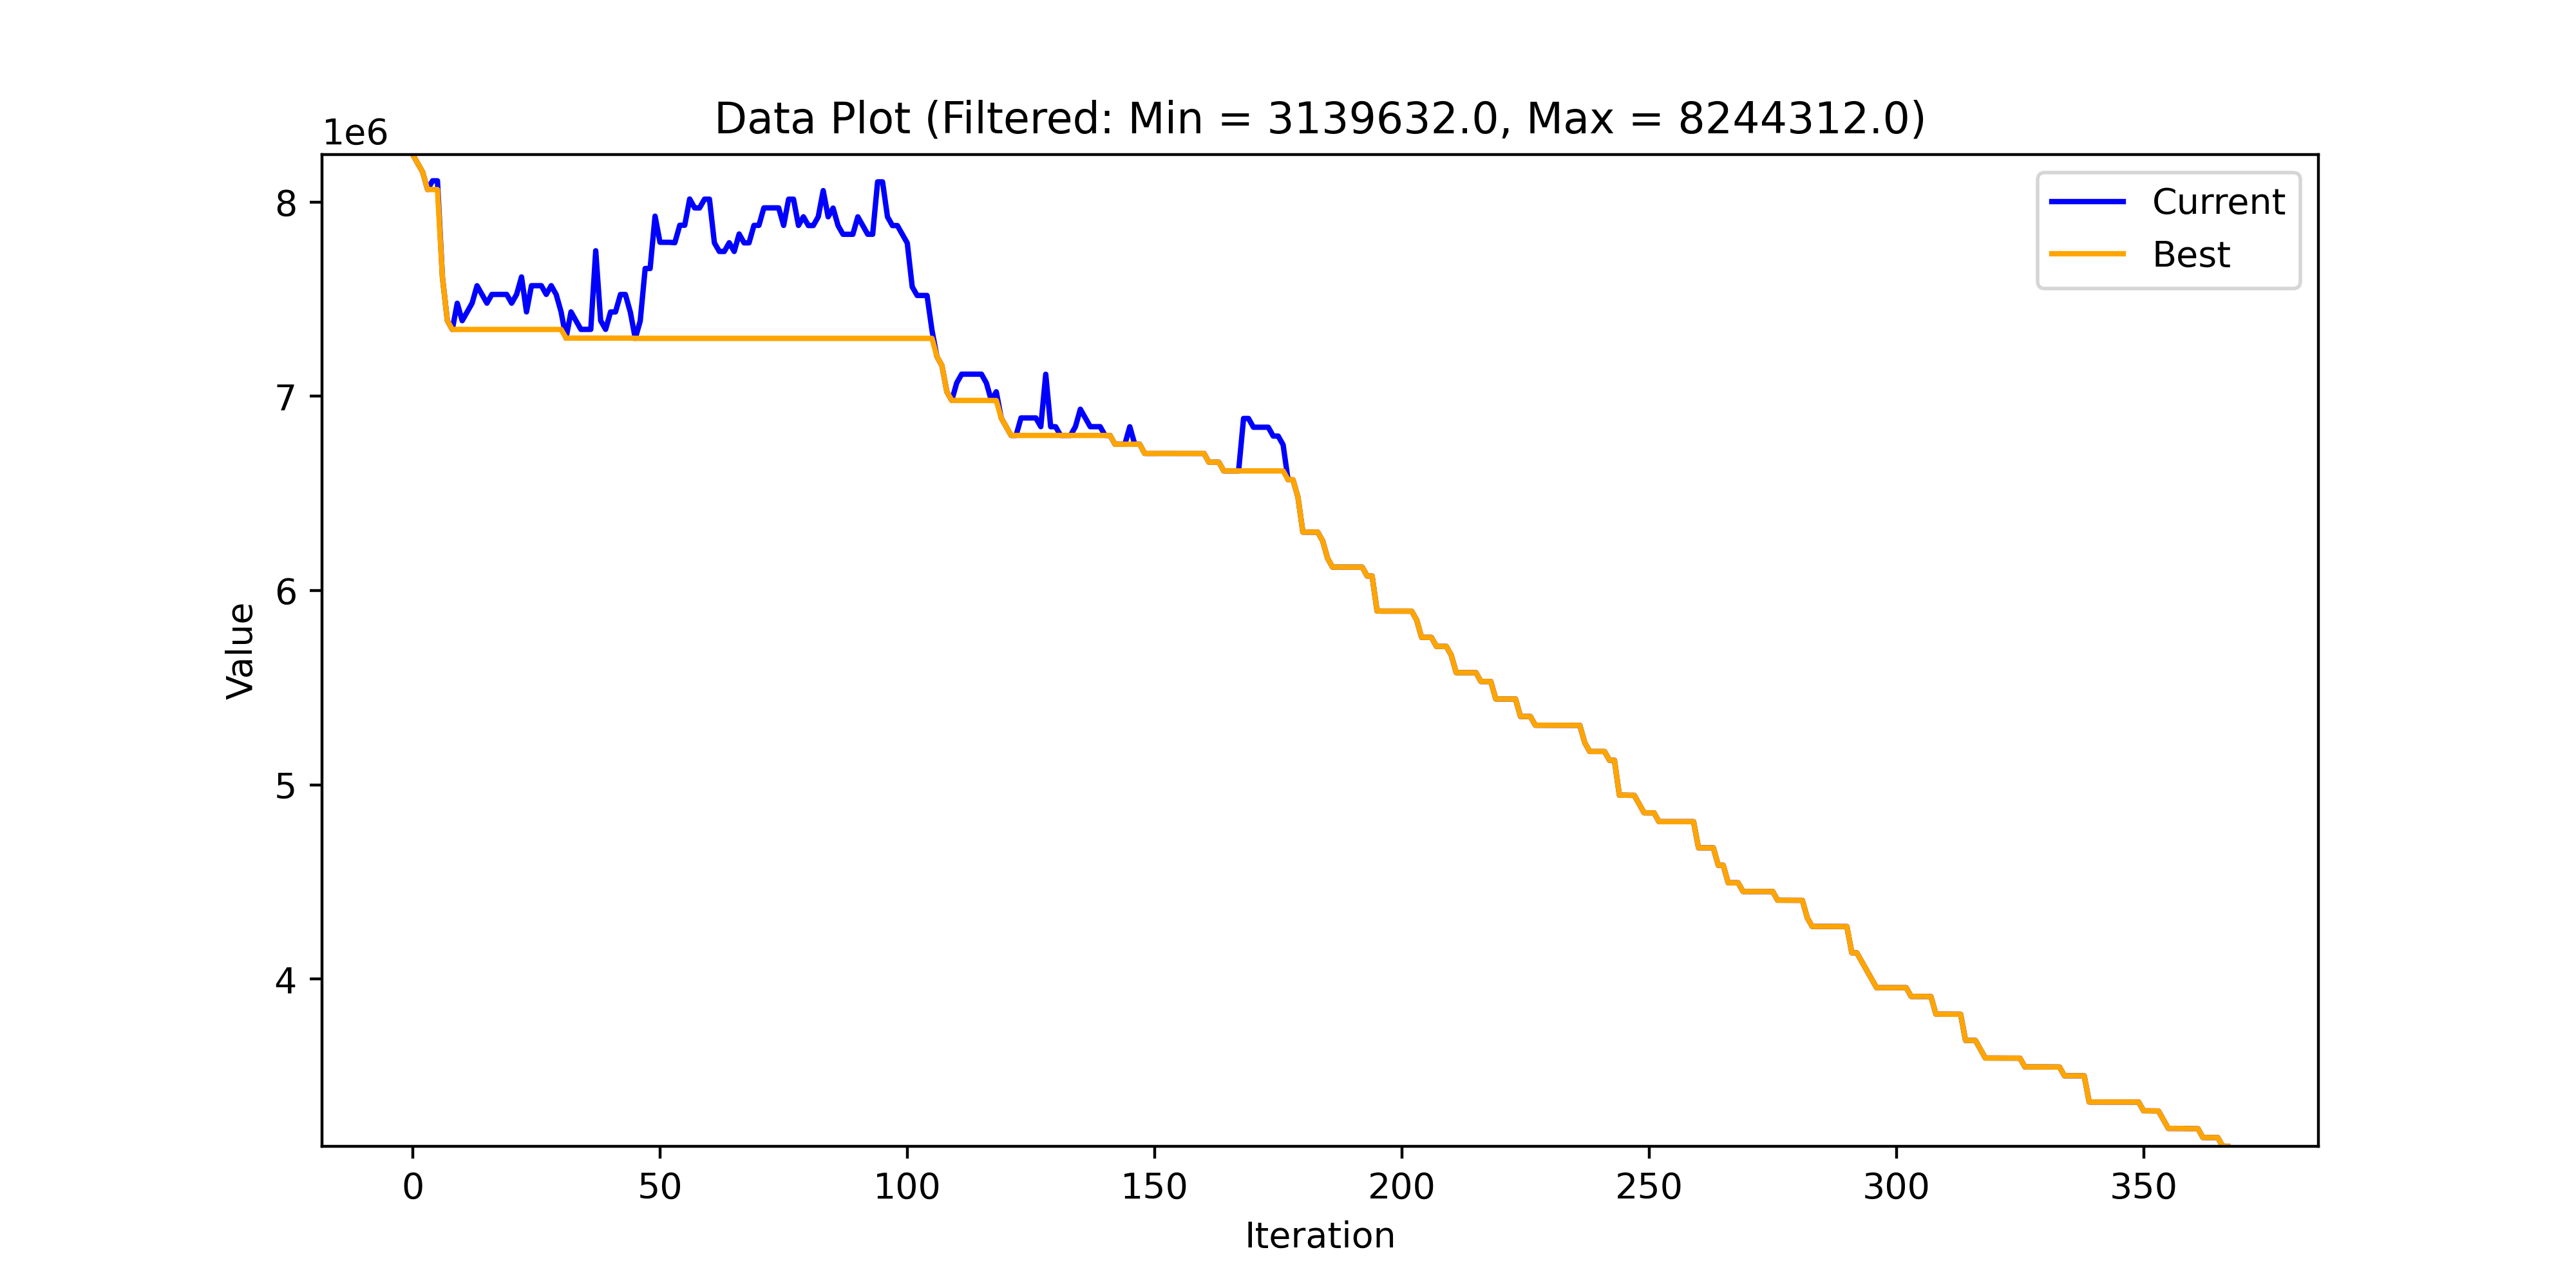 Data Plot (Filtered: Min = 3139632.0, Max = 8244312.0)
1e6
Current
Best
8
7
6
5
4
Value
0 50 100 150 200 250 300 350
Iteration